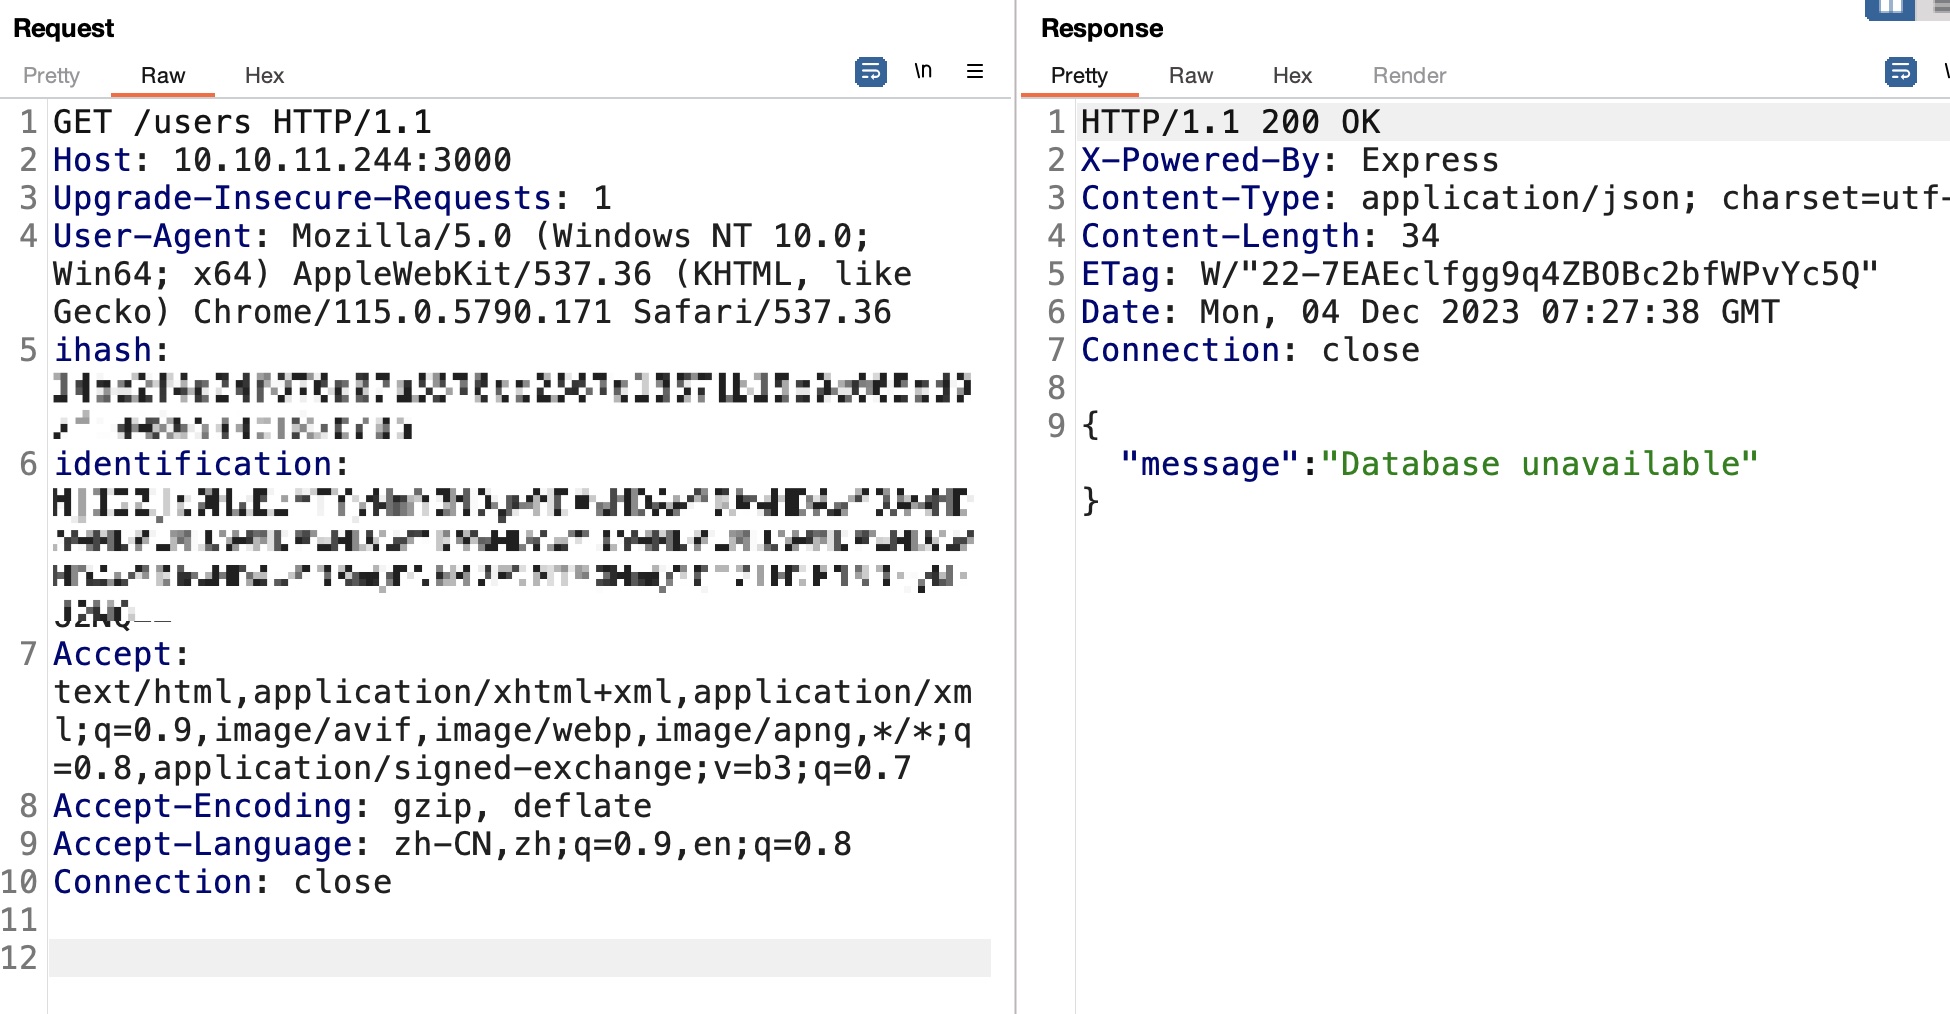 Request
Pretty Raw Hex
\n
1 GET /users HTTP/1.1
2 Host: 10.10.11.244:3000
3 Upgrade-Insecure-Requests: 1
4 User-Agent: Mozilla/5.0 (Windows NT 10.0;
Win64; x64) AppleWebKit/537.36 (KHTML, like
Gecko) Chrome/115.0.5790.171 Safari/537.36
5 ihash:
6 identification:
7 Accept:
text/html,application/xhtml+xml,application/xm
l;q=0.9,image/avif,image/webp,image/apng,*/*;q
=0.8,application/signed-exchange;v=b3;q=0.7
8 Accept-Encoding: gzip, deflate
9 Accept-Language: zh-CN,zh;q=0.9,en;q=0.8
10 Connection: close
11
12
Response
Pretty Raw Hex Render
1 HTTP/1.1 200 OK
2 X-Powered-By: Express
3 Content-Type: application/json; charset=utf-
4 Content-Length: 34
5 ETag: W/"22-7EAEclfgg9q4ZBOBc2bfWPvYc5Q"
6 Date: Mon, 04 Dec 2023 07:27:38 GMT
7 Connection: close
8
9 {
"message":"Database unavailable"
}